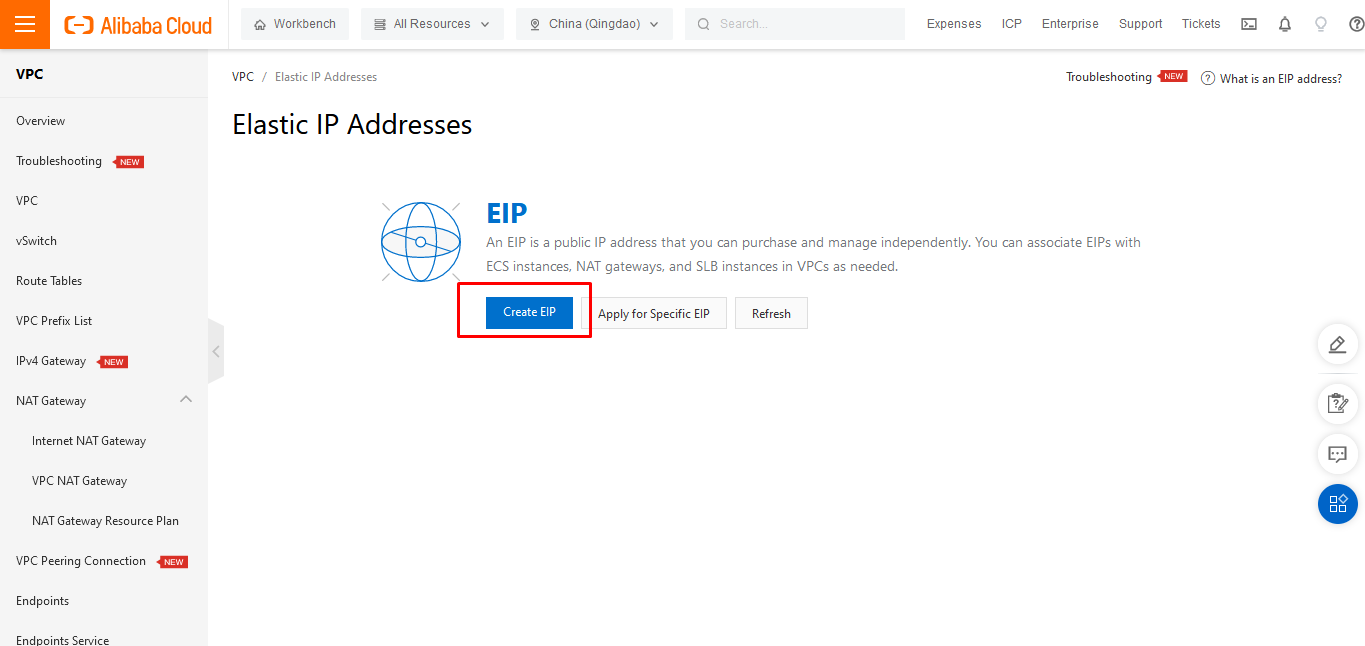 Alibaba Cloud
Workbench
All Resources
China (Qingdao)
Search...
Expenses
ICP
Enterprise
Support
Tickets
VPC
Overview
Troubleshooting NEW
VPC
vSwitch
Route Tables
VPC Prefix List
IPv4 Gateway NEW
NAT Gateway
Internet NAT Gateway
VPC NAT Gateway
NAT Gateway Resource Plan
VPC Peering Connection NEW
Endpoints
Endpoints Service
VPC / Elastic IP Addresses
Troubleshooting NEW
? What is an EIP address?
Elastic IP Addresses
EIP
An EIP is a public IP address that you can purchase and manage independently. You can associate EIPs with
ECS instances, NAT gateways, and SLB instances in VPCs as needed.
Create EIP
Apply for Specific EIP
Refresh